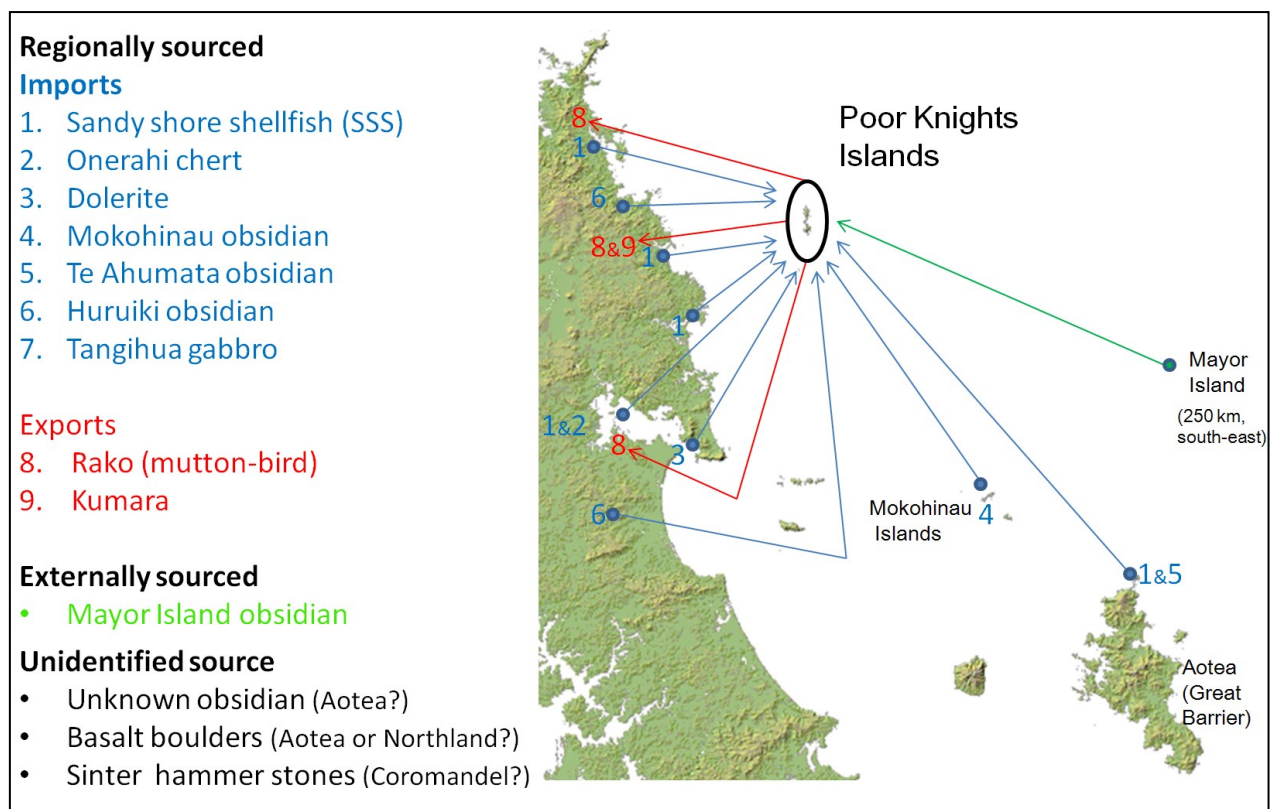 Regionally sourced
Imports
1. Sandy shore shellfish (SSS)
2. Onerahi chert
3. Dolerite
4. Mokohinau obsidian
5. Te Ahumata obsidian
6. Huruiki obsidian
7. Tangihua gabbro
Exports
8. Rako (mutton-bird)
9. Kumara
Externally sourced
• Mayor Island obsidian
Unidentified source
• Unknown obsidian (Aotea?)
• Basalt boulders (Aotea or Northland?)
• Sinter hammer stones (Coromandel?)
Poor Knights
Islands
8
1
6
8&9
1
1
1&2
8
3
6
Mayor
Island
(250 km,
south-east)
Mokohinau
Islands
4
1&5
Aotea
(Great
Barrier)